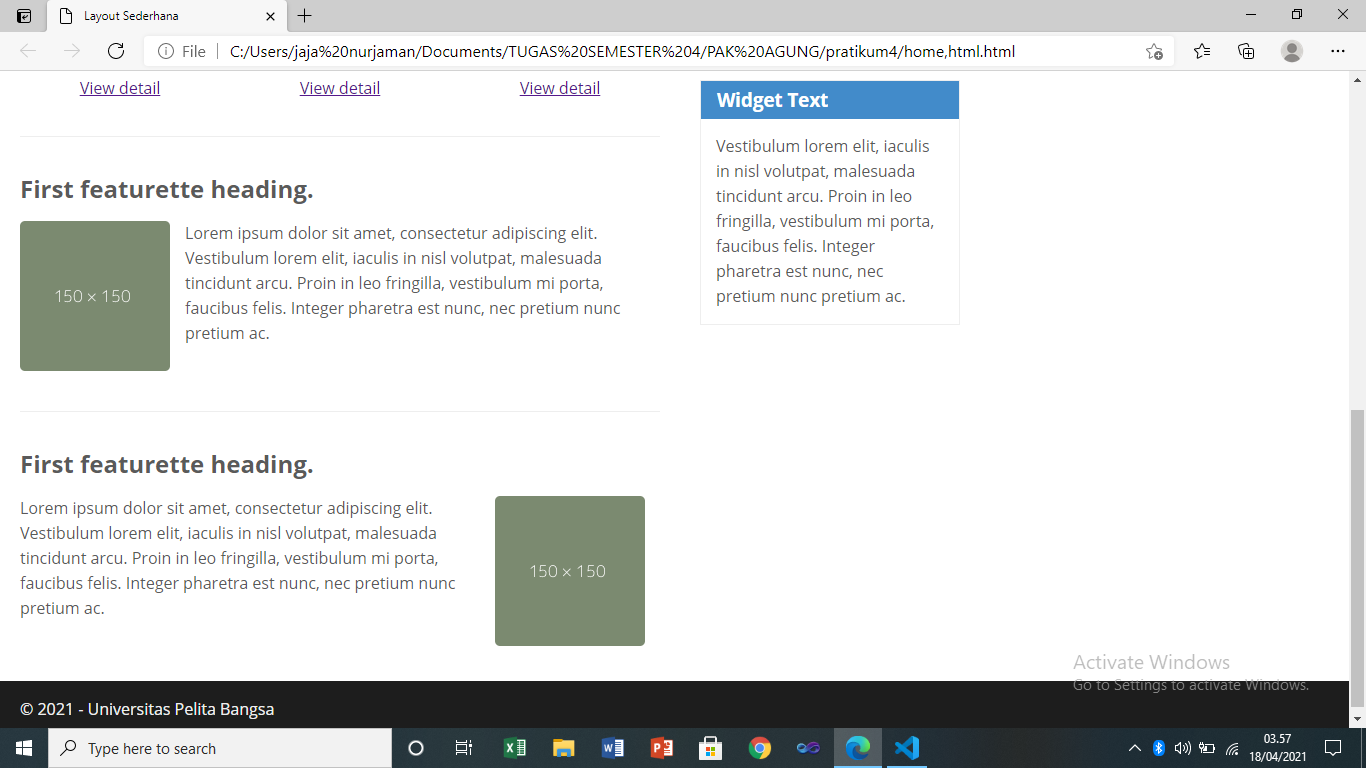 Layout Sederhana
File
C:/Users/jaja%20nurjaman/Documents/TUGAS%20SEMESTER%204/PAK%20AGUNG/pratikum4/home,html.html
View detail
View detail
View detail
First featurette heading.
150 × 150
Lorem ipsum dolor sit amet, consectetur adipiscing elit.
Vestibulum lorem elit, iaculis in nisl volutpat, malesuada
tincidunt arcu. Proin in leo fringilla, vestibulum mi porta,
faucibus felis. Integer pharetra est nunc, nec pretium nunc
pretium ac.
First featurette heading.
Lorem ipsum dolor sit amet, consectetur adipiscing elit.
Vestibulum lorem elit, iaculis in nisl volutpat, malesuada
tincidunt arcu. Proin in leo fringilla, vestibulum mi porta,
faucibus felis. Integer pharetra est nunc, nec pretium nunc
pretium ac.
150 × 150
Widget Text
Vestibulum lorem elit, iaculis
in nisl volutpat, malesuada
tincidunt arcu. Proin in leo
fringilla, vestibulum mi porta,
faucibus felis. Integer
pharetra est nunc, nec
pretium nunc pretium ac.
Activate Windows
Go to Settings to activate Windows.
© 2021 - Universitas Pelita Bangsa
Type here to search
03.57
18/04/2021